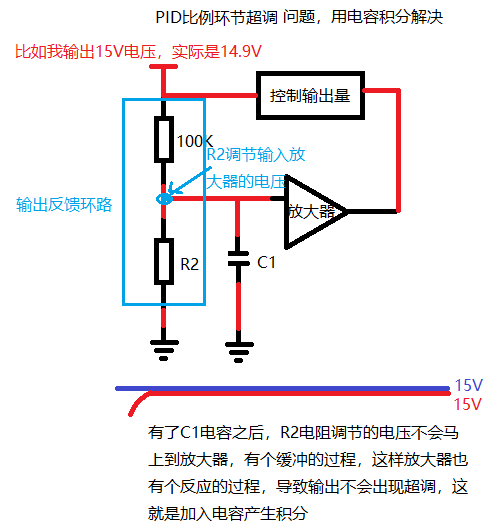 PID比例环节超调 问题，用电容积分解决
比如我输出15V电压，实际是14.9V
控制输出量
100K
R2调节输入放
大器的电压
放大器
输出反馈环路
R2
C1
15V
15V
有了C1电容之后，R2电阻调节的电压不会马
上到放大器，有个缓冲的过程，这样放大器也
有个反应的过程，导致输出不会出现超调，这
就是加入电容产生积分